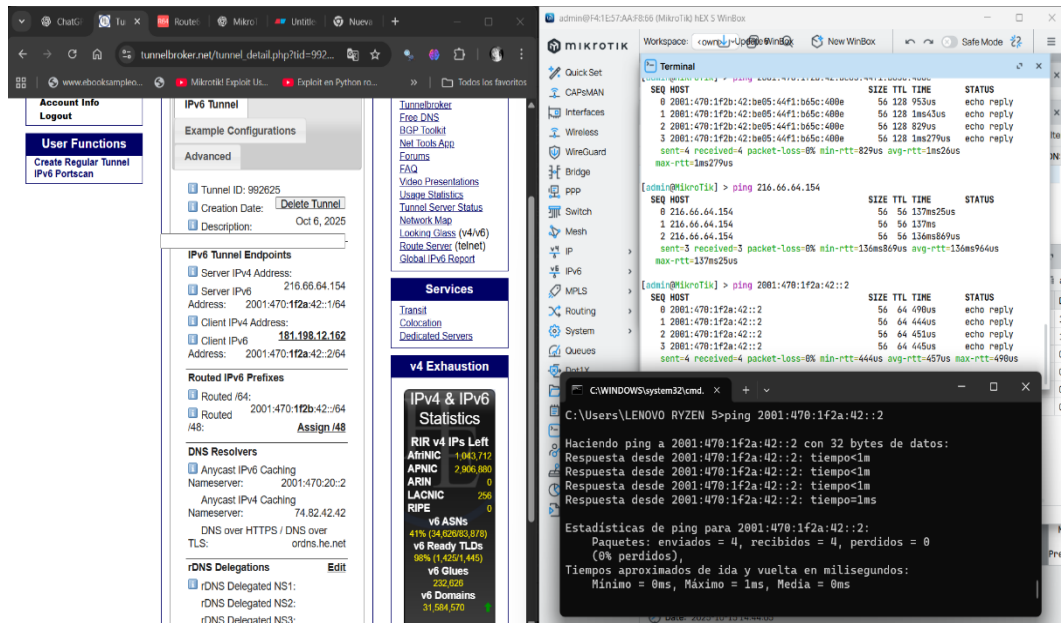 ChatG
Tu
Routeb
Mikro T
Untitle
Nueva
tunnelbroker.net/tunnel_detail.php?tid=992...
www.ebooksampleo...
Mikrotik! Exploit Us...
Exploit en Python ro...
Todos los favoritos
Account Info
Logout
User Functions
Create Regular Tunnel
IPv6 Portscan
IPv6 Tunnel
Example Configurations
Advanced
Tunnel ID: 992625
Creation Date:
Delete Tunnel
Oct 6, 2025
Description:
IPv6 Tunnel Endpoints
Server IPv4 Address:
216.66.64.154
Server IPv6
Address: 2001:470:1f2a:42::1/64
Client IPv4 Address:
181.198.12.162
Client IPv6
Address: 2001:470:1f2a:42::2/64
Routed IPv6 Prefixes
Routed /64:
2001:470:1f2b:42::/64
Routed
/48: Assign /48
DNS Resolvers
Anycast IPv6 Caching
Nameserver: 2001:470:20::2
Anycast IPv4 Caching
Nameserver: 74.82.42.42
DNS over HTTPS / DNS over
TLS: ordns.he.net
rDNS Delegations Edit
rDNS Delegated NS1:
rDNS Delegated NS2:
rDNS Delegated NS3:
Tunnelbroker
Free DNS
BGP Toolkit
Net Tools App
Forums
FAQ
Video Presentations
Usage Statistics
Tunnel Server Status
Network Map
Looking Glass (v4/v6)
Route Server (telnet)
Global IPv6 Report
Services
Transit
Colocation
Dedicated Servers
v4 Exhaustion
IPv4 & IPv6
Statistics
RIR v4 IPs Left
AfriNIC 1,043,712
APNIC 2,906,880
ARIN 0
LACNIC 256
RIPE 0
v6 ASNs
41% (34,626/83,878)
v6 Ready TLDs
98% (1,425/1,445)
v6 Glues
232,626
v6 Domains
31,584,570
admin@F4:1E:57:AA:F8:66 (MikroTik) hEX S WinBox
MIKROTIK
Workspace:
New WinBox
Safe Mode
Quick Set
CAPsMAN
Interfaces
Wireless
WireGuard
Bridge
PPP
Switch
Mesh
IP
IPv6
MPLS
Routing
System
Queues
Dot1X
Terminal
SEQ HOST SIZE TTL TIME STATUS
0 2001:470:1f2b:42:be05:44f1:b65c:400e 56 128 953us echo reply
1 2001:470:1f2b:42:be05:44f1:b65c:400e 56 128 1ms43us echo reply
2 2001:470:1f2b:42:be05:44f1:b65c:400e 56 128 829us echo reply
3 2001:470:1f2b:42:be05:44f1:b65c:400e 56 128 1ms279us echo reply
sent=4 received=4 packet-loss=0% min-rtt=829us avg-rtt=1ms26us
max-rtt=1ms279us
[admin@MikroTik] > ping 216.66.64.154
SEQ HOST SIZE TTL TIME STATUS
0 216.66.64.154 56 56 137ms25us
1 216.66.64.154 56 56 137ms
2 216.66.64.154 56 56 136ms869us
sent=3 received=3 packet-loss=0% min-rtt=136ms869us avg-rtt=136ms964us
max-rtt=137ms25us
[admin@MikroTik] > ping 2001:470:1f2a:42::2
SEQ HOST SIZE TTL TIME STATUS
0 2001:470:1f2a:42::2 56 64 490us echo reply
1 2001:470:1f2a:42::2 56 64 444us echo reply
2 2001:470:1f2a:42::2 56 64 451us echo reply
3 2001:470:1f2a:42::2 56 64 445us echo reply
sent=4 received=4 packet-loss=0% min-rtt=444us avg-rtt=457us max-rtt=490us
C:\WINDOWS\system32\cmd.
C:\Users\LENOVO RYZEN 5>ping 2001:470:1f2a:42::2
Haciendo ping a 2001:470:1f2a:42::2 con 32 bytes de datos:
Respuesta desde 2001:470:1f2a:42::2: tiempo<1m
Respuesta desde 2001:470:1f2a:42::2: tiempo<1m
Respuesta desde 2001:470:1f2a:42::2: tiempo<1m
Respuesta desde 2001:470:1f2a:42::2: tiempo=1ms
Estadísticas de ping para 2001:470:1f2a:42::2:
Paquetes: enviados = 4, recibidos = 4, perdidos = 0
(0% perdidos),
Tiempos aproximados de ida y vuelta en milisegundos:
Mínimo = 0ms, Máximo = 1ms, Media = 0ms